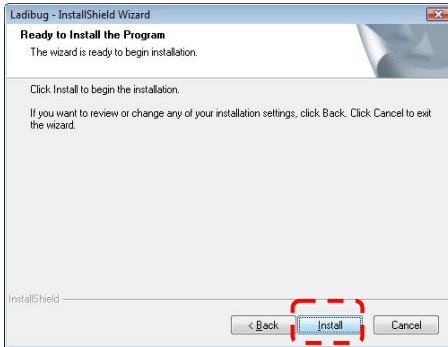 Ladibug - InstallShield Wizard
Ready to Install the Program
The wizard is ready to begin installation.
Click Install to begin the installation.
If you want to review or change any of your installation settings, click Back. Click Cancel to exit
the wizard.
InstallShield
< Back Install Cancel